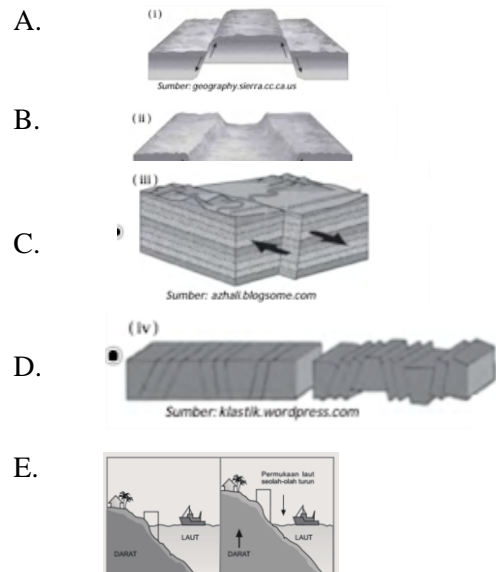 A.
(i)
Sumber: geography.sierra.cc.ca.us
B.
(ii)
(iii)
C.
Sumber: azhali.blogsome.com
(iv)
D.
Sumber: klastik.wordpress.com
E.
Permukaan laut
seolah-olah turun
LAUT
LAUT
DARAT
DARAT